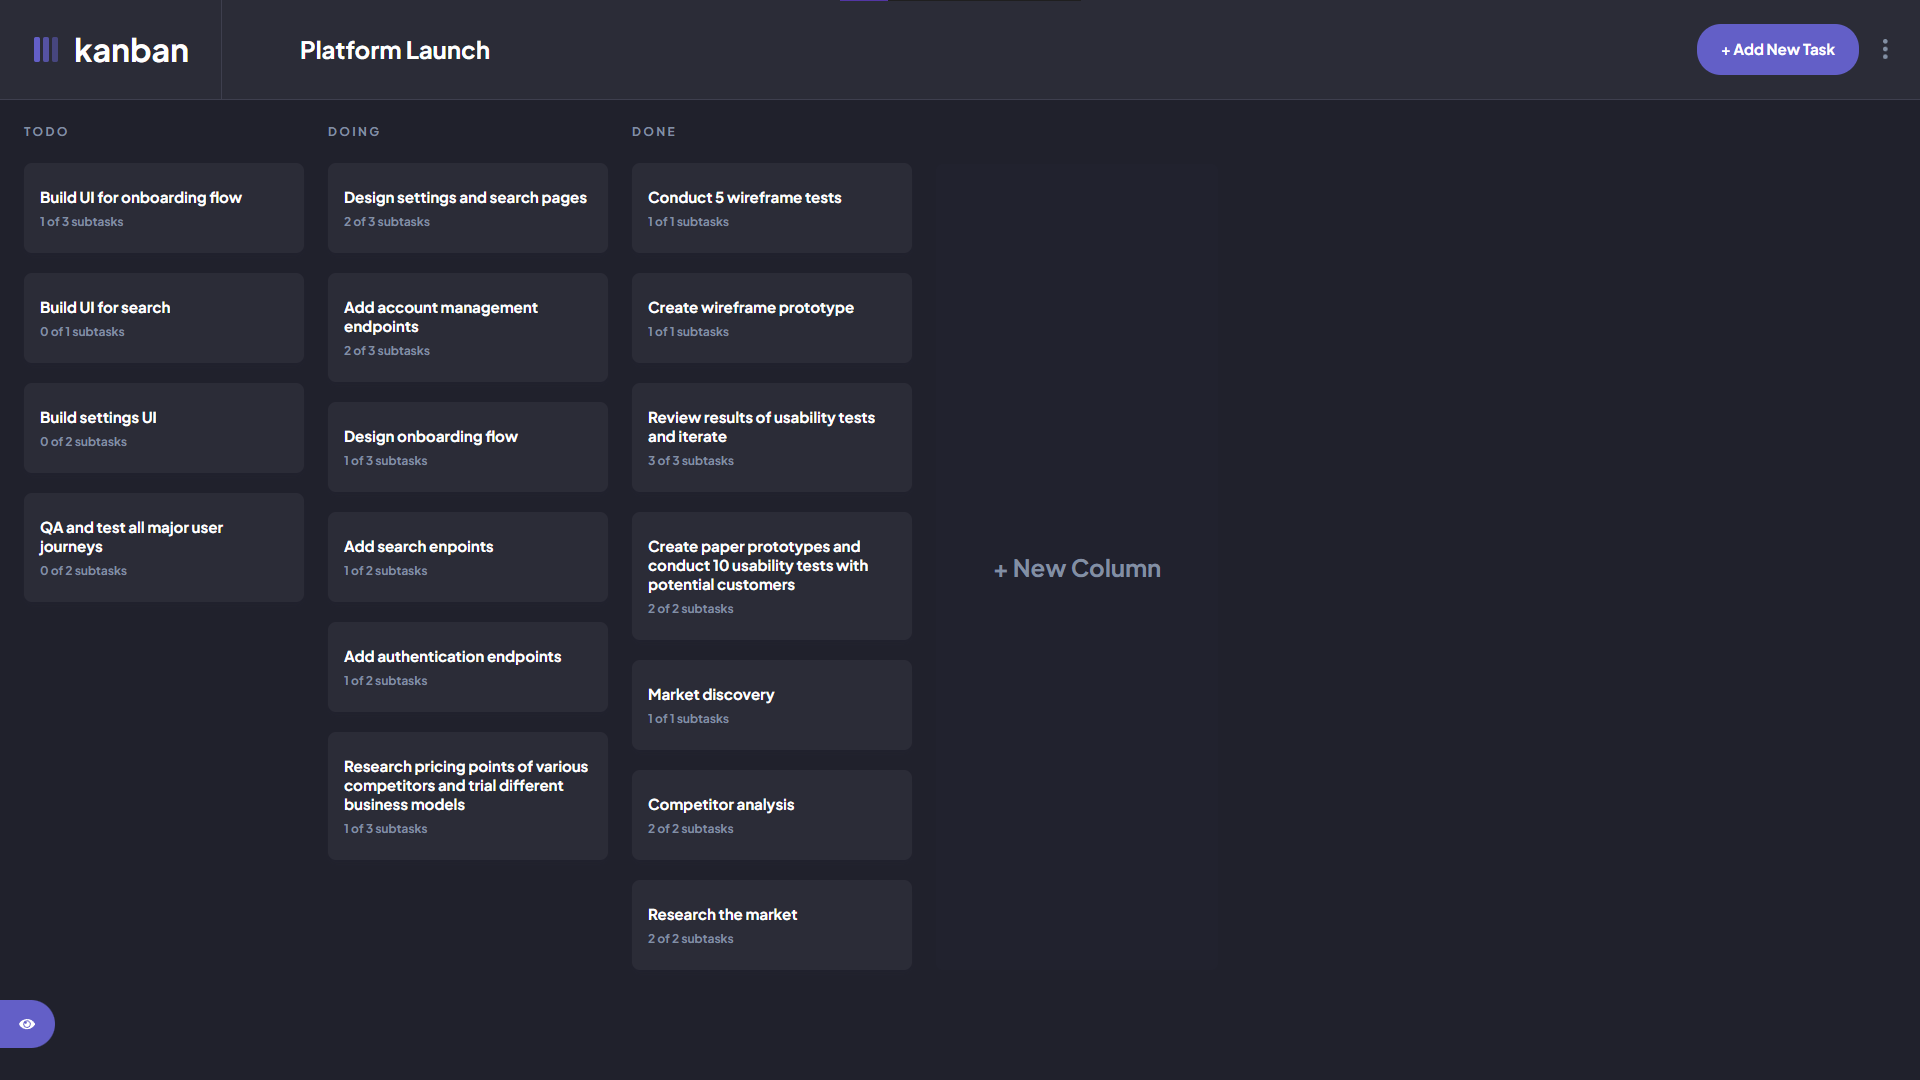 kanban
Platform Launch
+ Add New Task
TODO
Build UI for onboarding flow
1 of 3 subtasks
Build UI for search
0 of 1 subtasks
Build settings UI
0 of 2 subtasks
QA and test all major user
journeys
0 of 2 subtasks
DOING
Design settings and search pages
2 of 3 subtasks
Add account management
endpoints
2 of 3 subtasks
Design onboarding flow
1 of 3 subtasks
Add search enpoints
1 of 2 subtasks
Add authentication endpoints
1 of 2 subtasks
Research pricing points of various
competitors and trial different
business models
1 of 3 subtasks
DONE
Conduct 5 wireframe tests
1 of 1 subtasks
Create wireframe prototype
1 of 1 subtasks
Review results of usability tests
and iterate
3 of 3 subtasks
Create paper prototypes and
conduct 10 usability tests with
potential customers
2 of 2 subtasks
Market discovery
1 of 1 subtasks
Competitor analysis
2 of 2 subtasks
Research the market
2 of 2 subtasks
+ New Column